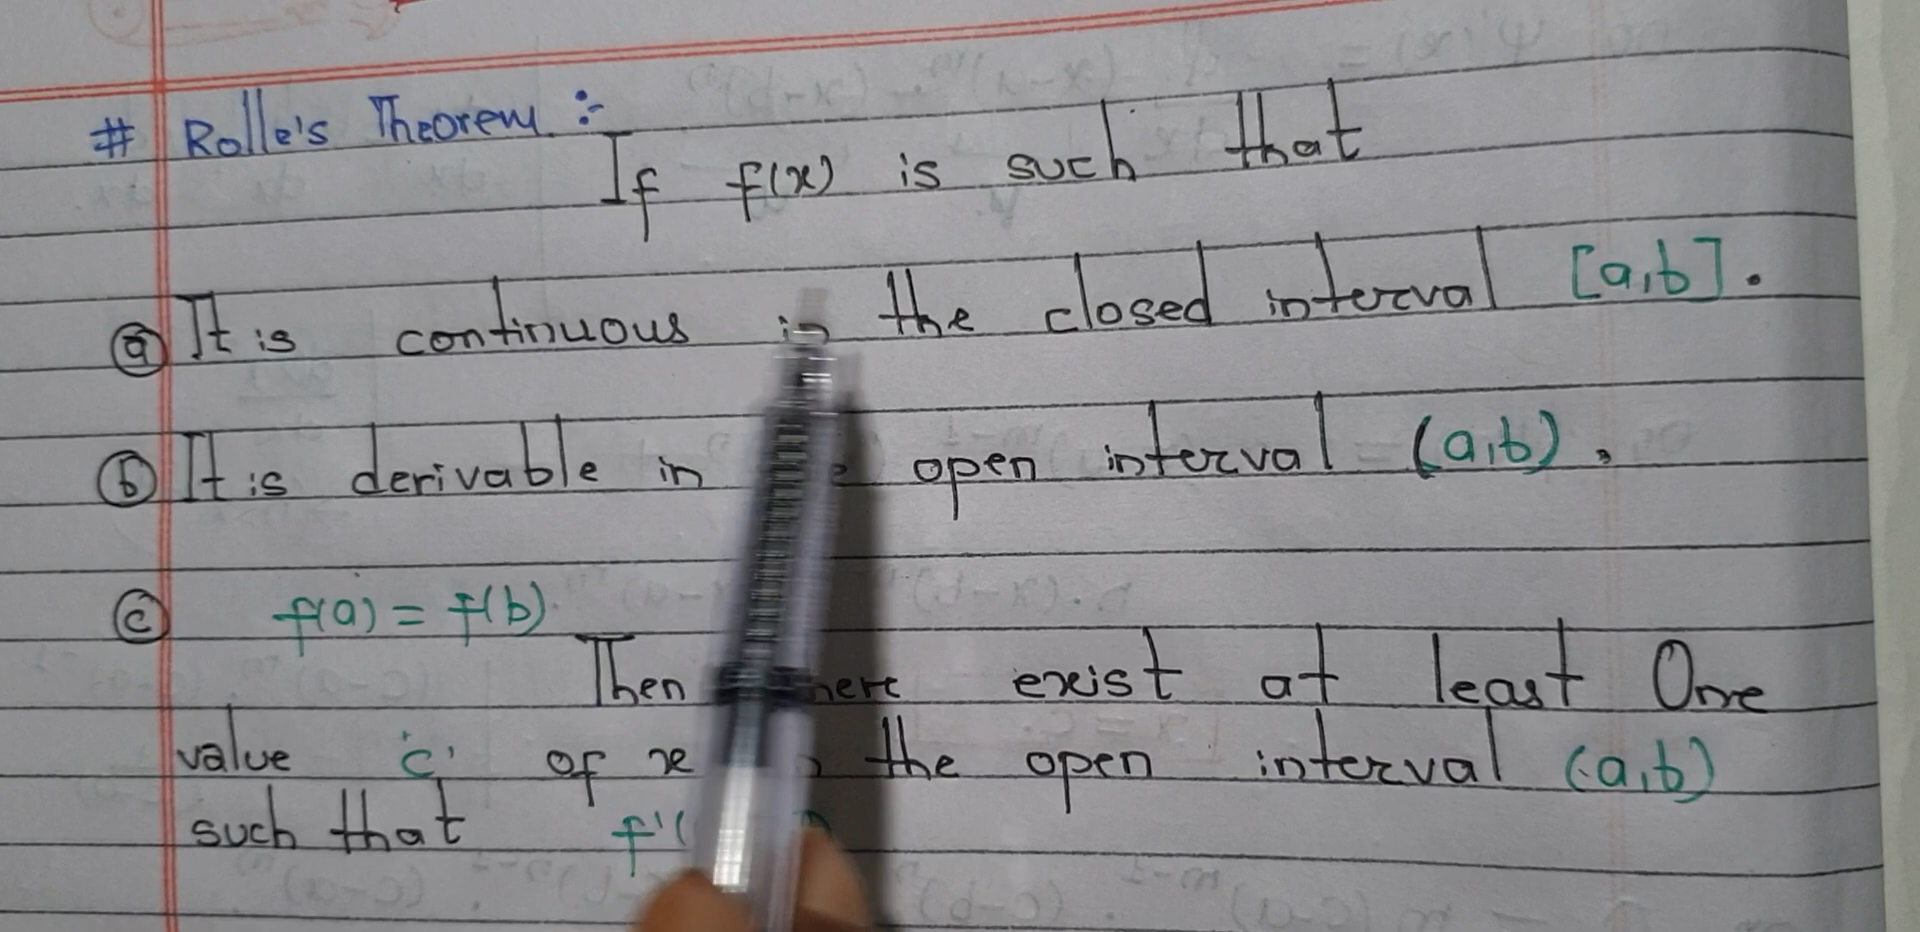 # Rolle's Theorem :-
If f(x) is such that
ⓐ It is continuous in the closed interval [a,b].
ⓑ It is derivable in open interval (a,b).
ⓒ f(a) = f(b).
Then exist at least One
value 'c' of x the open interval (a,b)
such that f'(